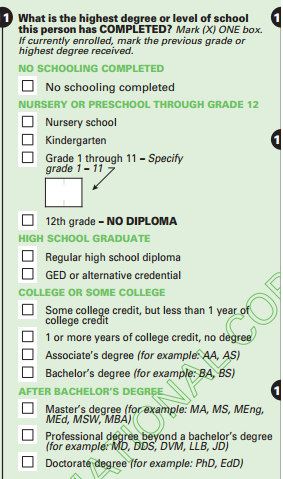 1 What is the highest degree or level of school 1
this person has COMPLETED? Mark (X) ONE box.
If currently enrolled, mark the previous grade or
highest degree received.
NO SCHOOLING COMPLETED
No schooling completed
NURSERY OR PRESCHOOL THROUGH GRADE 12
Nursery school
1
Kindergarten
Grade 1 through 11 – Specify
grade 1 – 11
12th grade – NO DIPLOMA
HIGH SCHOOL GRADUATE
Regular high school diploma
GED or alternative credential
COLLEGE OR SOME COLLEGE
Some college credit, but less than 1 year of
college credit
1 or more years of college credit, no degree
Associate's degree (for example: AA, AS)
Bachelor's degree (for example: BA, BS)
AFTER BACHELOR'S DEGREE 1
Master's degree (for example: MA, MS, MEng,
MEd, MSW, MBA)
Professional degree beyond a bachelor's degree
(for example: MD, DDS, DVM, LLB, JD)
Doctorate degree (for example: PhD, EdD)